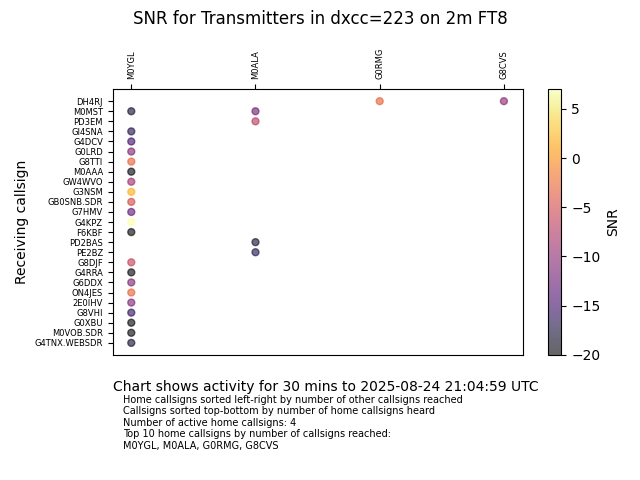 SNR for Transmitters in dxcc=223 on 2m FT8
M0YGL M0ALA G0RMG G8CVS
DH4RJ
M0MST
PD3EM
GI4SNA
G4DCV
G0LRD
G8TTI
M0AAA
GW4WVO
G3NSM
GB0SNB.SDR
G7HMV
G4KPZ
F6KBF
PD2BAS
PE2BZ
G8DJF
G4RRA
G6DDX
ON4JES
2E0IHV
G8VHI
G0XBU
M0VOB.SDR
G4TNX.WEBSDR
Receiving callsign
5
0
−5
−10
−15
−20
SNR
Chart shows activity for 30 mins to 2025-08-24 21:04:59 UTC
Home callsigns sorted left-right by number of other callsigns reached
Callsigns sorted top-bottom by number of home callsigns heard
Number of active home callsigns: 4
Top 10 home callsigns by number of callsigns reached:
M0YGL, M0ALA, G0RMG, G8CVS